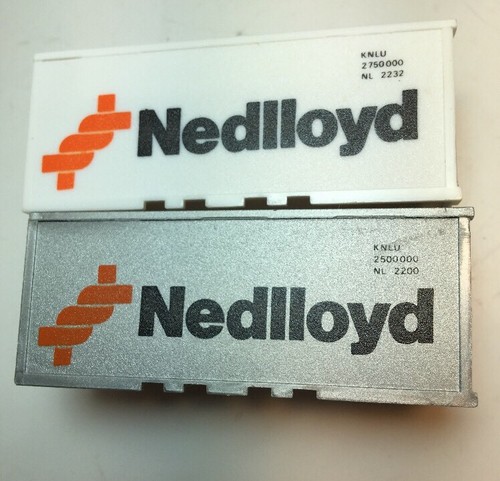 KNLU
2750000
NL 2232
Nedlloyd
KNLU
2500000
NL 2200
Nedlloyd